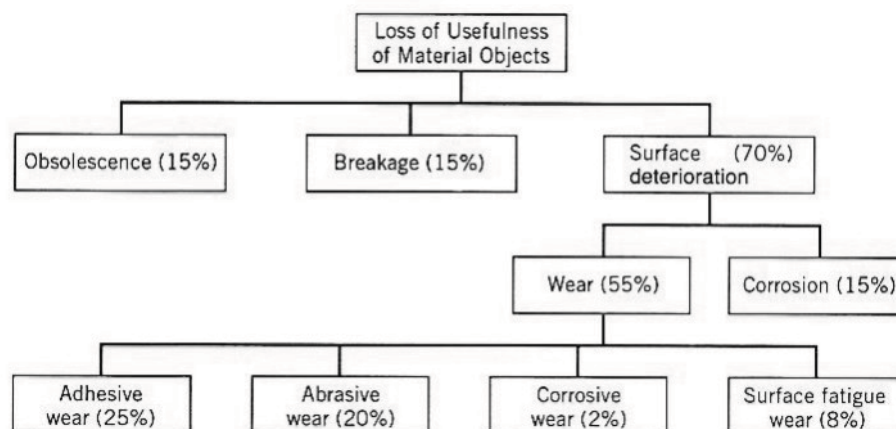 Loss of Usefulness
of Material Objects
Obsolescence (15%)
Breakage (15%)
Surface (70%)
deterioration
Wear (55%)
Corrosion (15%)
Adhesive
wear (25%)
Abrasive
wear (20%)
Corrosive
wear (2%)
Surface fatigue
wear (8%)